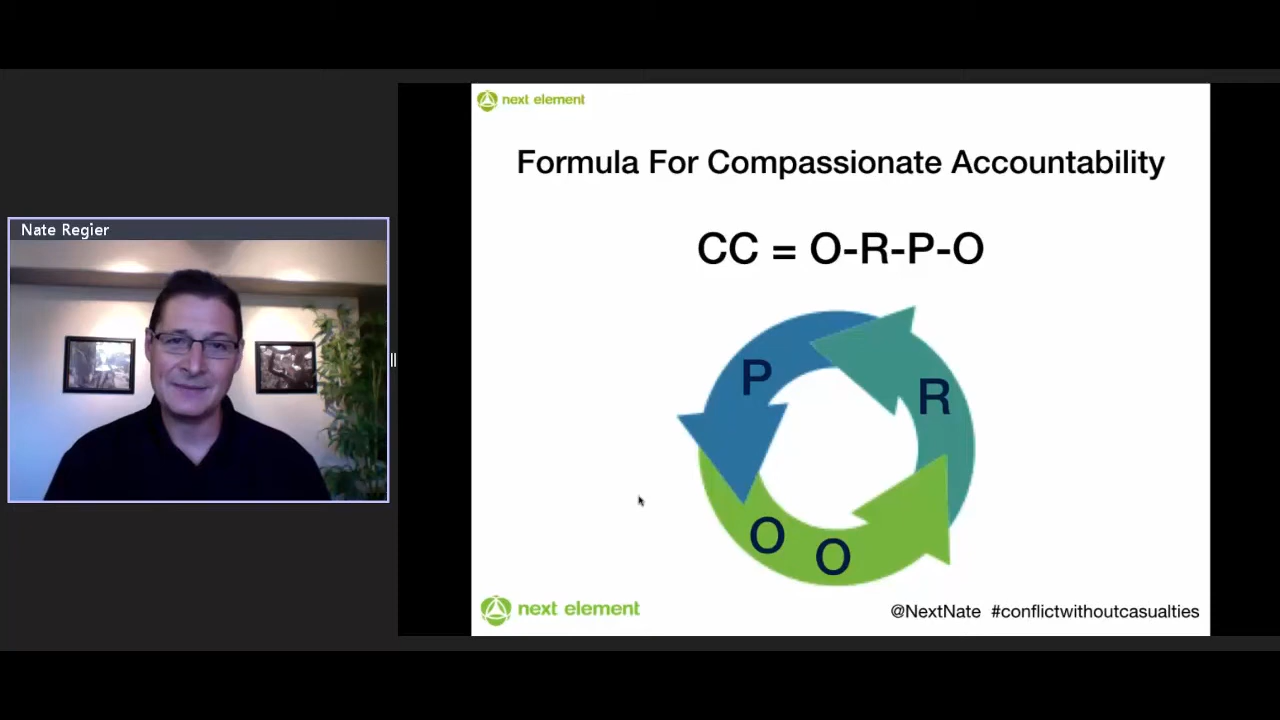 Nate Regier
next element
Formula For Compassionate Accountability
CC = O-R-P-O
P
R
O
O
next element
@NextNate #conflictwithoutcasualties